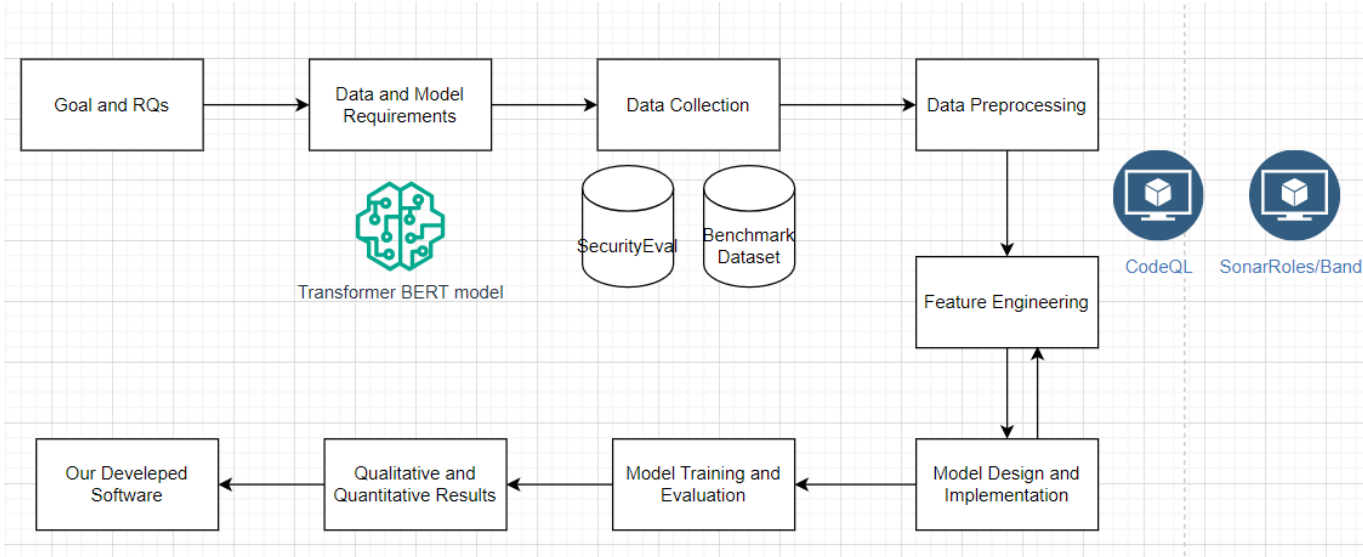 Goal and RQs
Data and Model
Requirements
Data Collection
Data Preprocessing
Transformer BERT model
SecurityEval
Benchmark
Dataset
CodeQL
SonarRoles/Band
Feature Engineering
Our Develeped
Software
Qualitative and
Quantitative Results
Model Training and
Evaluation
Model Design and
Implementation